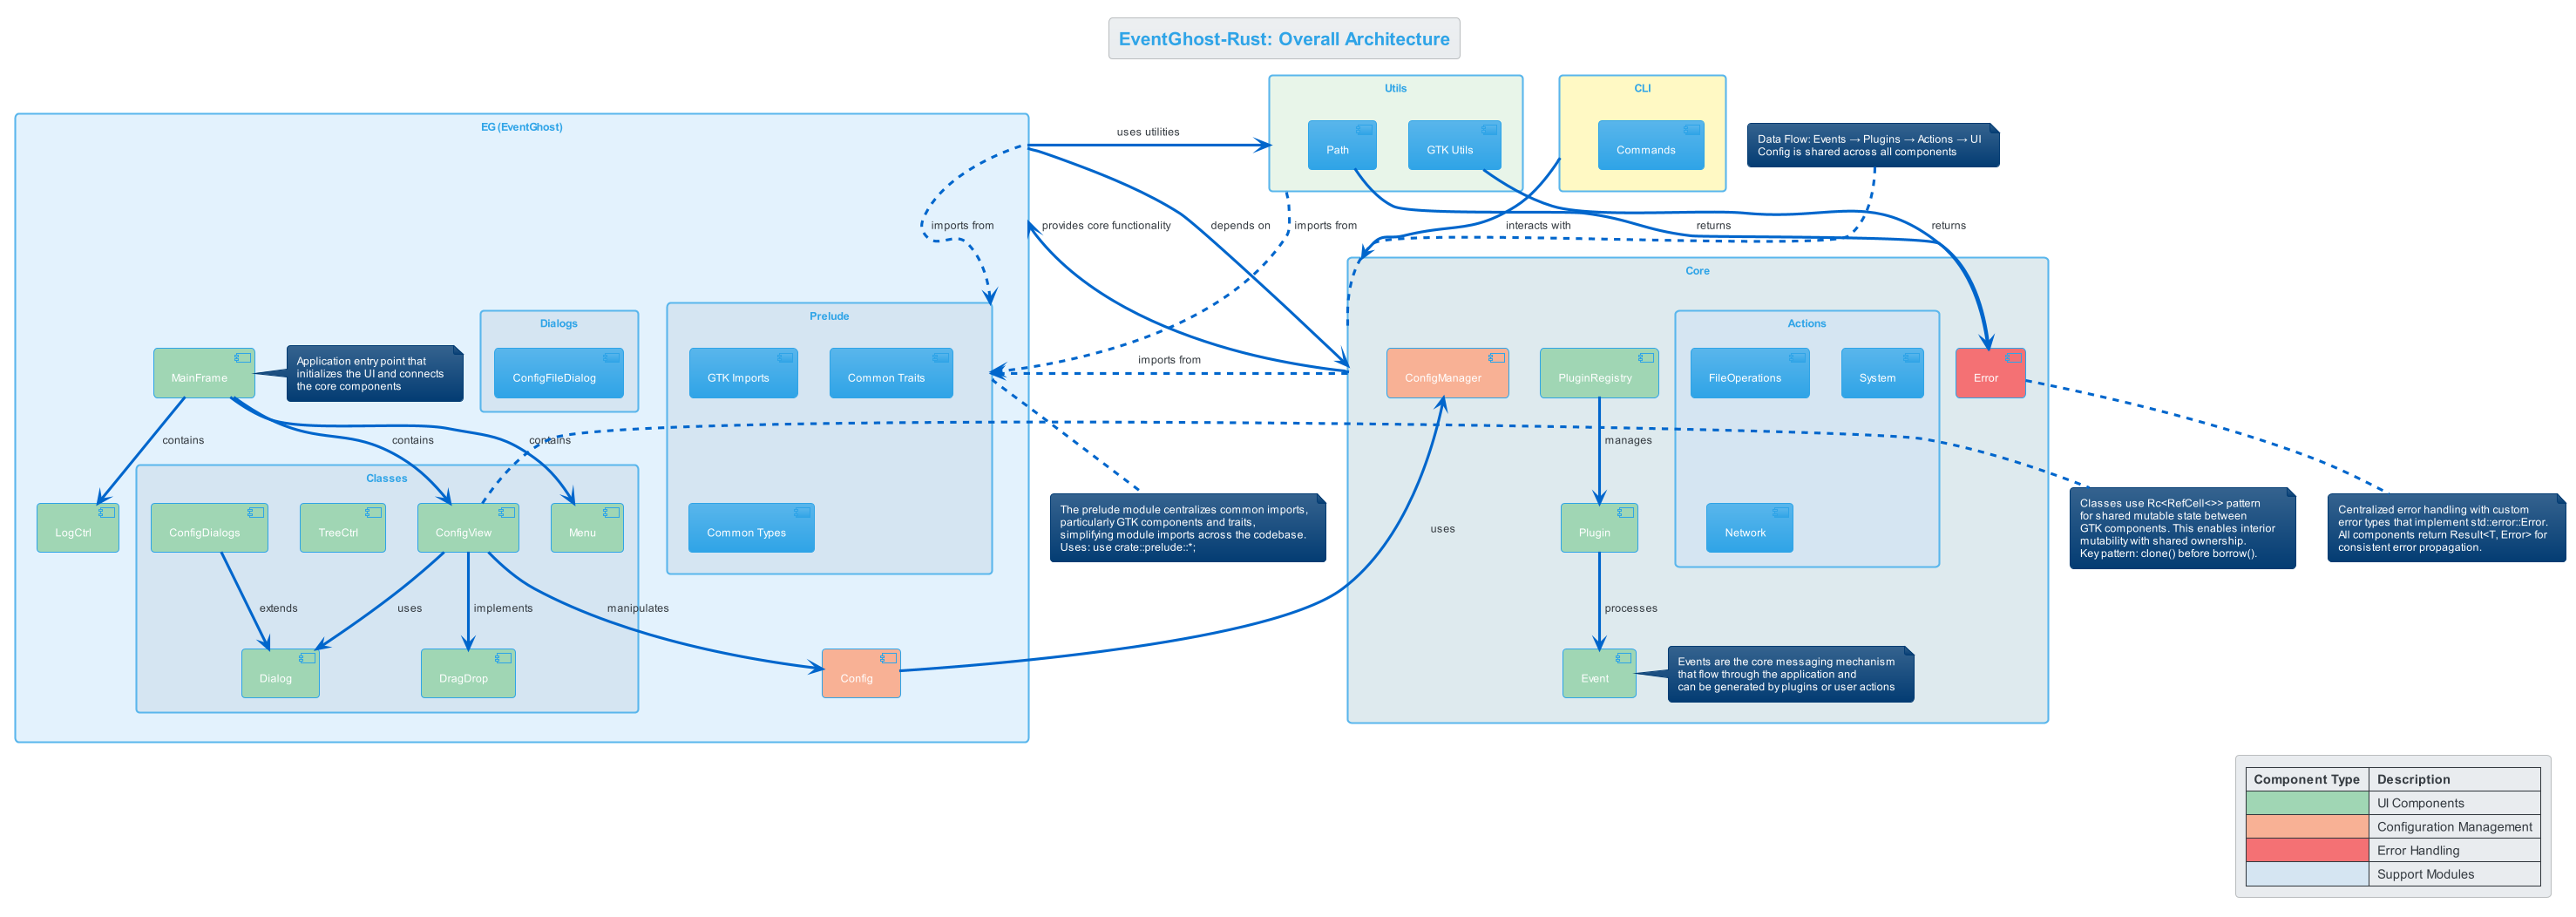 EventGhost-Rust: Overall Architecture
Utils
CLI
EG (EventGhost)
Path
GTK Utils
Commands
Data Flow: Events → Plugins → Actions → UI
Config is shared across all components
uses utilities
imports from
provides core functionality
depends on
imports from
interacts with
returns
returns
Core
Dialogs
Prelude
Actions
MainFrame
Application entry point that
initializes the UI and connects
the core components
ConfigFileDialog
GTK Imports
Common Traits
imports from
ConfigManager
PluginRegistry
FileOperations
System
Error
contains
contains
contains
manages
Classes
LogCtrl
ConfigDialogs
TreeCtrl
ConfigView
Menu
Common Types
The prelude module centralizes common imports,
particularly GTK components and traits,
simplifying module imports across the codebase.
Uses: use crate::prelude::*;
uses
Plugin
Network
Classes use Rc<RefCell<>> pattern
for shared mutable state between
GTK components. This enables interior
mutability with shared ownership.
Key pattern: clone() before borrow().
Centralized error handling with custom
error types that implement std::error::Error.
All components return Result<T, Error> for
consistent error propagation.
extends
uses
implements
manipulates
processes
Dialog
DragDrop
Config
Event
Events are the core messaging mechanism
that flow through the application and
can be generated by plugins or user actions
Component Type Description
UI Components
Configuration Management
Error Handling
Support Modules